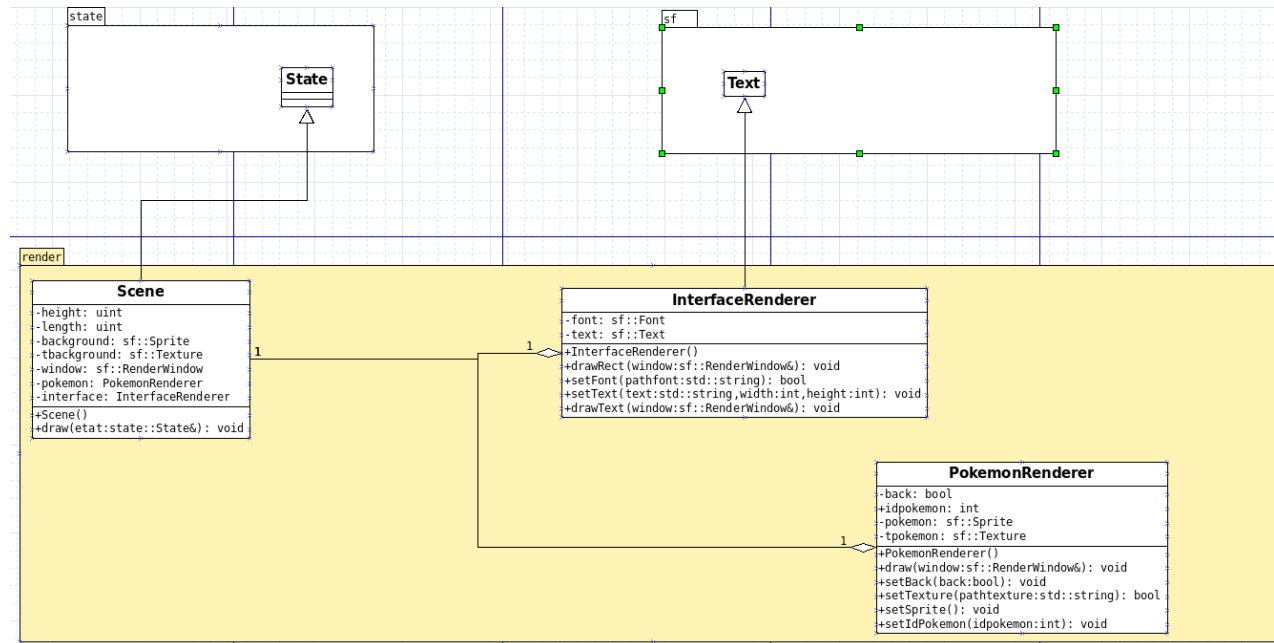 state
State
sf
Text
render
Scene
-height: uint
-length: uint
-background: sf::Sprite
-tbackground: sf::Texture
-window: sf::RenderWindow
-pokemon: PokemonRenderer
-interface: InterfaceRenderer
+Scene()
+draw(etat:state::State&): void
1
1
InterfaceRenderer
-font: sf::Font
-text: sf::Text
+InterfaceRenderer()
+drawRect(window:sf::RenderWindow&): void
+setFont(pathfont:std::string): bool
+setText(text:std::string,width:int,height:int): void
+drawText(window:sf::RenderWindow&): void
1
PokemonRenderer
-back: bool
+idpokemon: int
-pokemon: sf::Sprite
-tpokemon: sf::Texture
+PokemonRenderer()
+draw(window:sf::RenderWindow&): void
+setBack(back:bool): void
+setTexture(pathtexture:std::string): bool
+setSprite(): void
+setIdPokemon(idpokemon:int): void